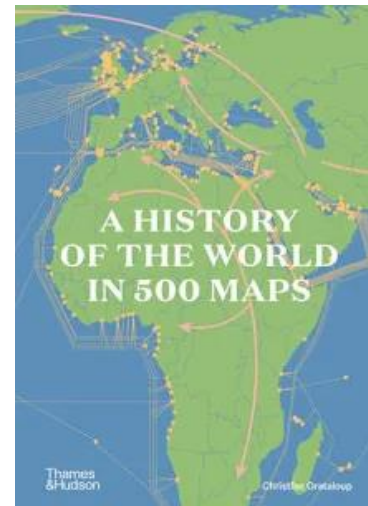 A HISTORY
OF THE WORLD
IN 500 MAPS
Thames
&Hudson
Christian Grataloup